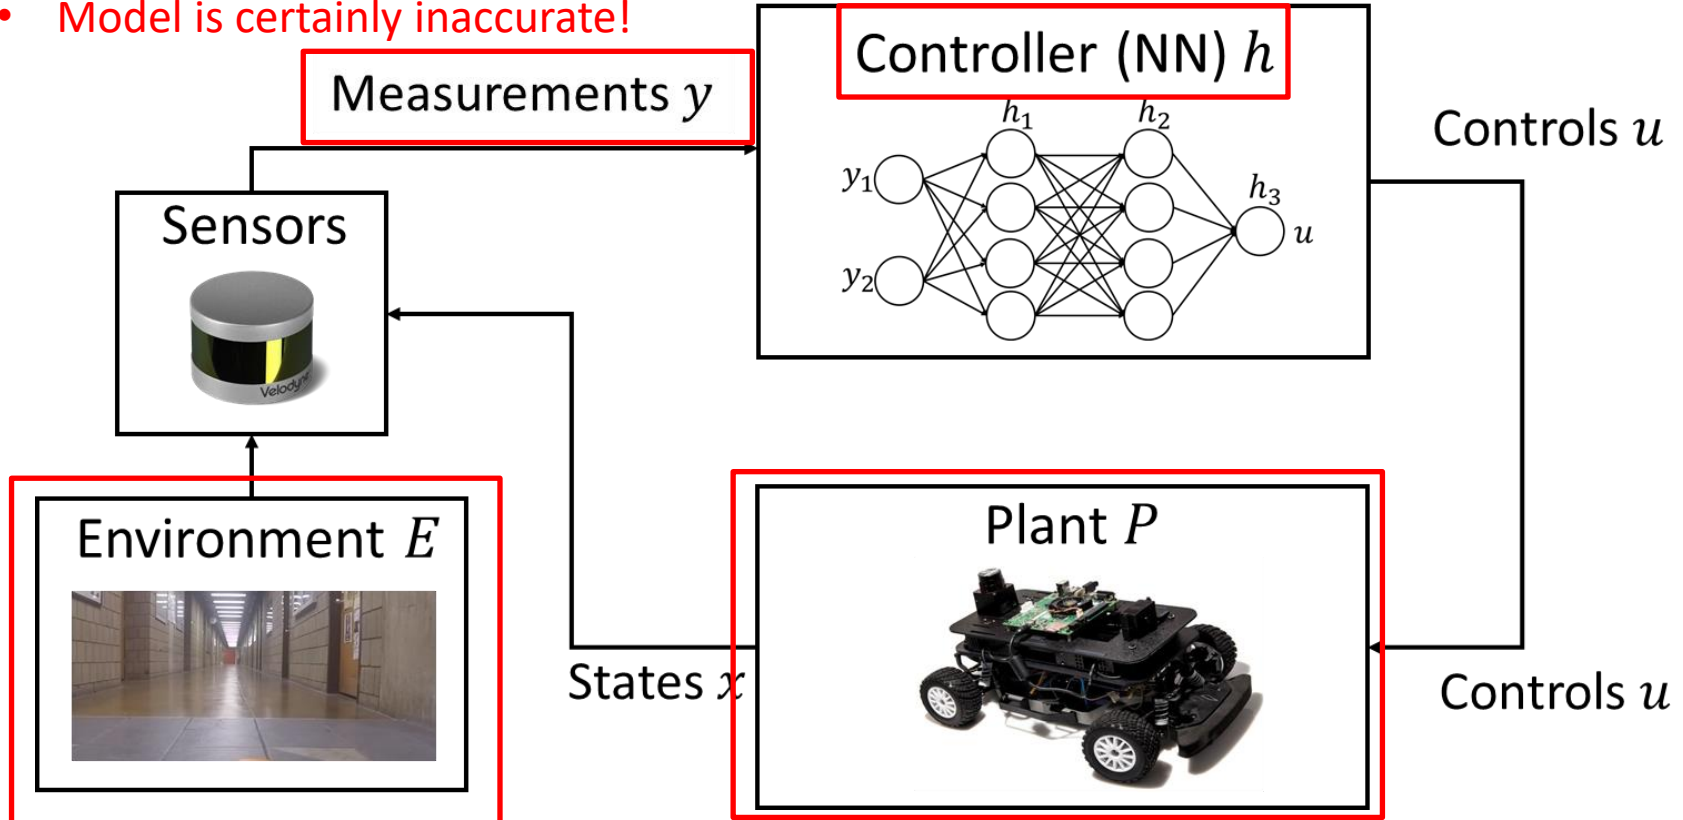 • Model is certainly inaccurate!
Measurements y
Controller (NN) h
h₁ h₂
y₁
y₂
h₃
u
Controls u
Sensors
Velodyne
Environment E
States x
Plant P
Controls u